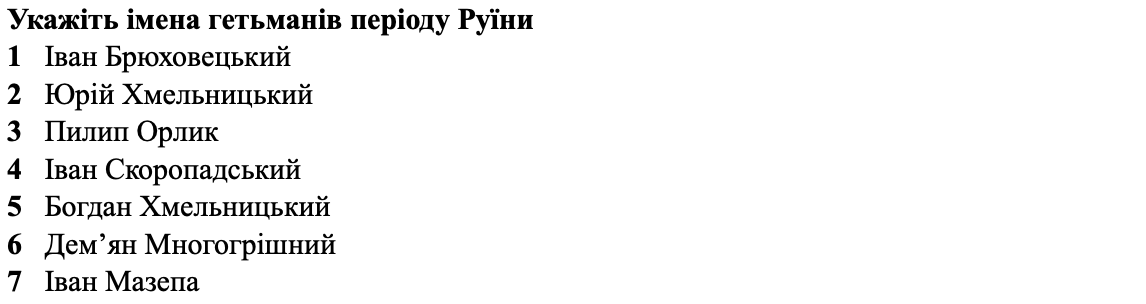 Укажіть імена гетьманів періоду Руїни
1 Іван Брюховецький
2 Юрій Хмельницький
3 Пилип Орлик
4 Іван Скоропадський
5 Богдан Хмельницький
6 Дем’ян Многогрішний
7 Іван Мазепа